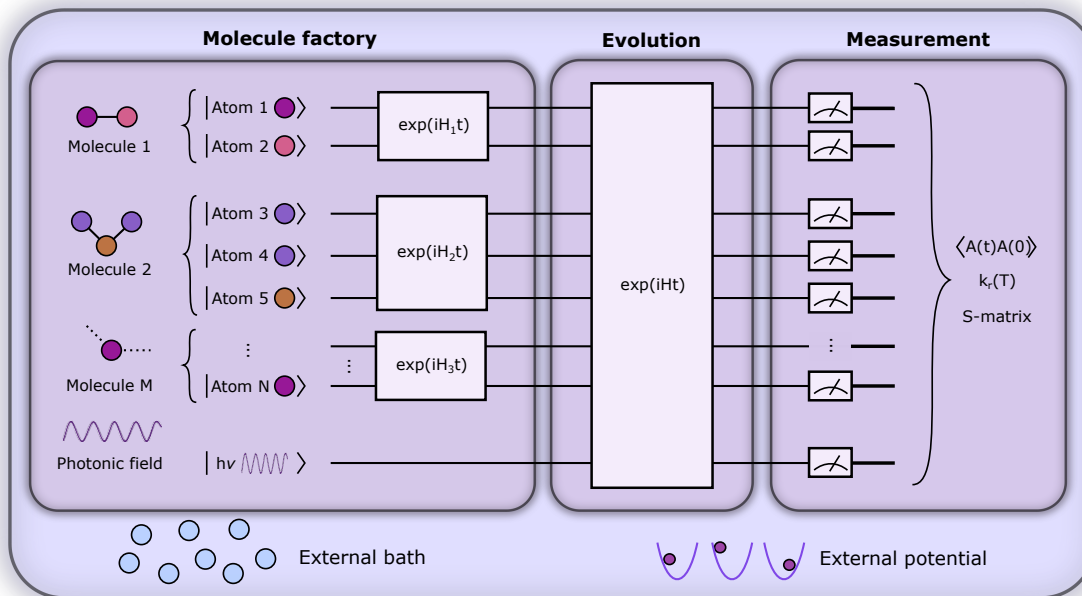 Molecule factory
Evolution
Measurement
Molecule 1
|Atom 1 ⟩
|Atom 2 ⟩
exp(iH₁t)
Molecule 2
|Atom 3 ⟩
|Atom 4 ⟩
|Atom 5 ⟩
exp(iH₂t)
Molecule M
⋮
|Atom N ⟩
⋮
exp(iH₃t)
Photonic field
| hν ⟩
exp(iHt)
⋮
⟨A(t)A(0)⟩
kᵣ(T)
S-matrix
External bath
External potential